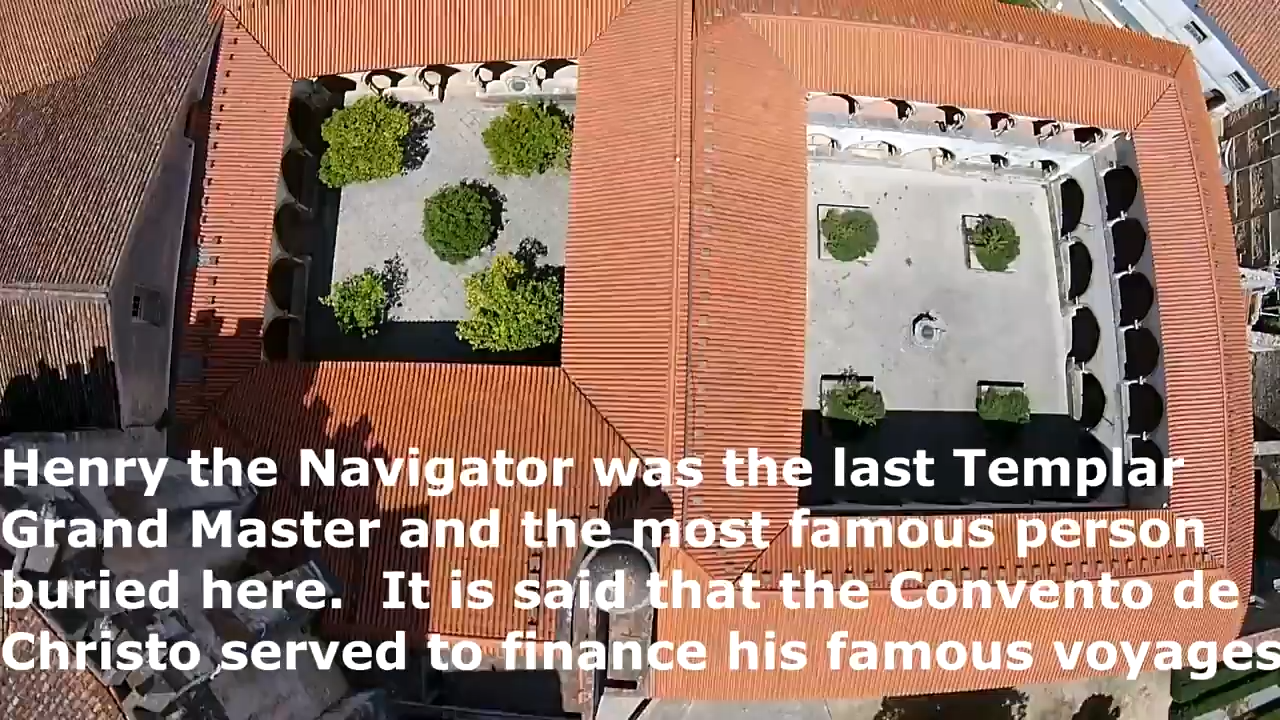 Henry the Navigator was the last Templar
Grand Master and the most famous person
buried here.  It is said that the Convento de
Christo served to finance his famous voyages